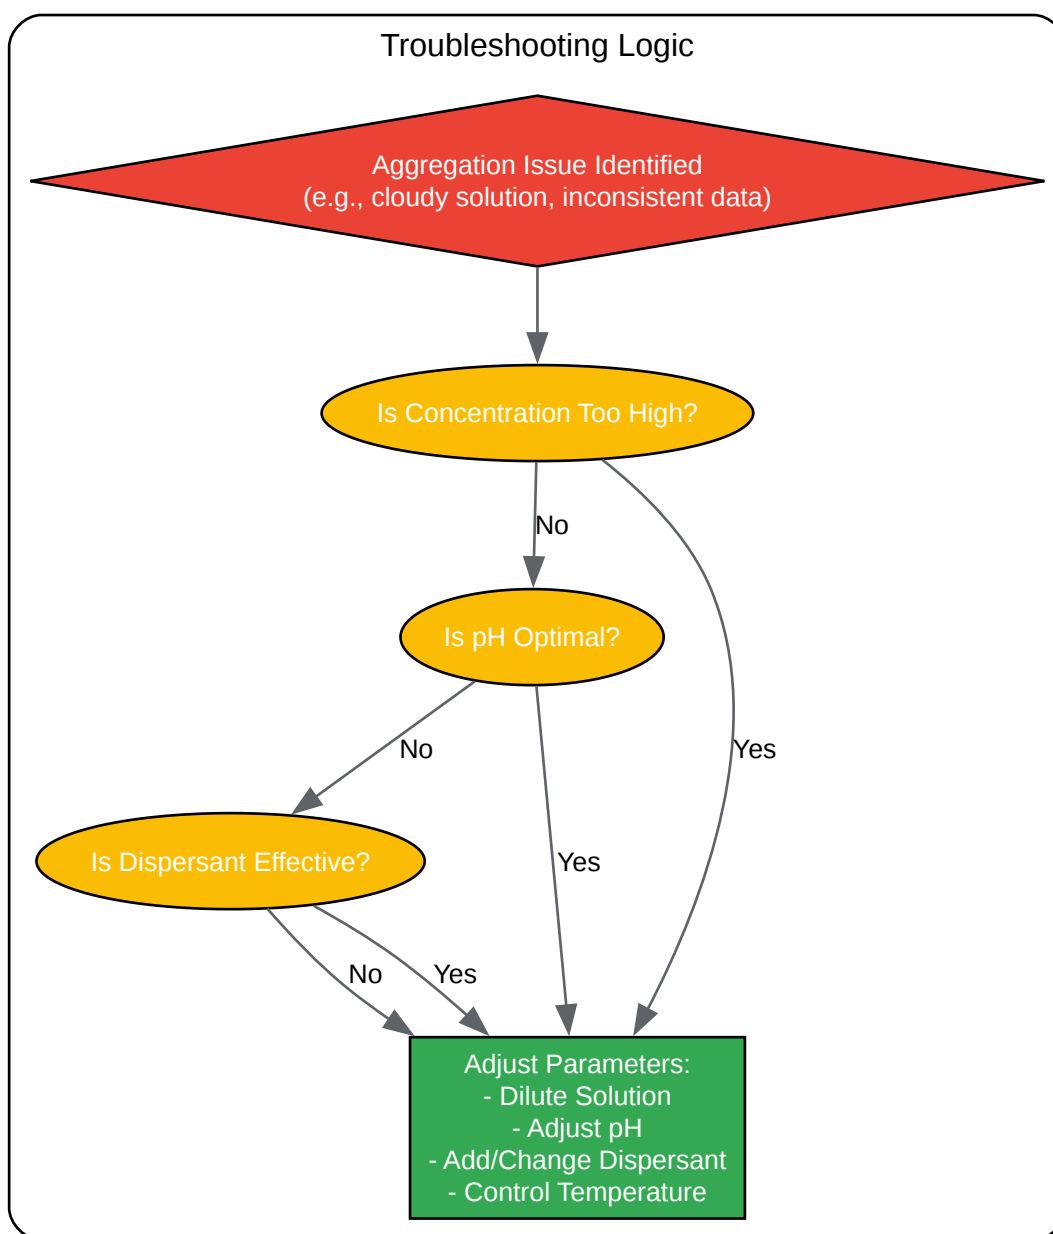 Troubleshooting Logic
Aggregation Issue Identified
(e.g., cloudy solution, inconsistent data)
Is Concentration Too High?
No
Is pH Optimal?
No
Yes
Is Dispersant Effective?
Yes
No
Yes
Adjust Parameters:
- Dilute Solution
- Adjust pH
- Add/Change Dispersant
- Control Temperature